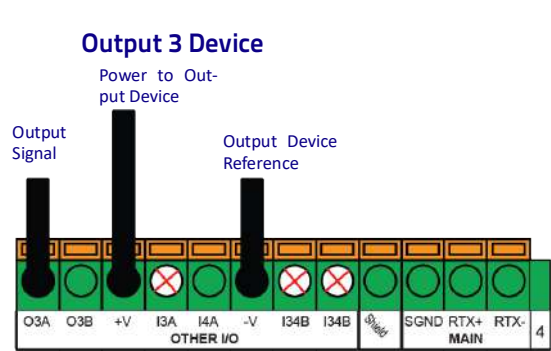 Output 3 Device
Power to Out-
put Device
Output
Signal
Output Device
Reference
O3A O3B +V I3A I4A -V I34B I34B Shield SGND RTX+ RTX- 4
OTHER I/O MAIN